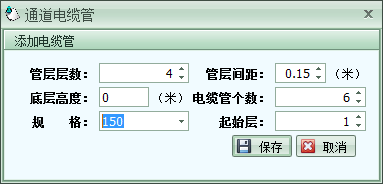 通道电缆管
添加电缆管
管层层数： 4 管层间距： 0.15 （米）
底层高度： 0 （米） 电缆管个数： 6
规 格： 150 起始层： 1
保存 取消